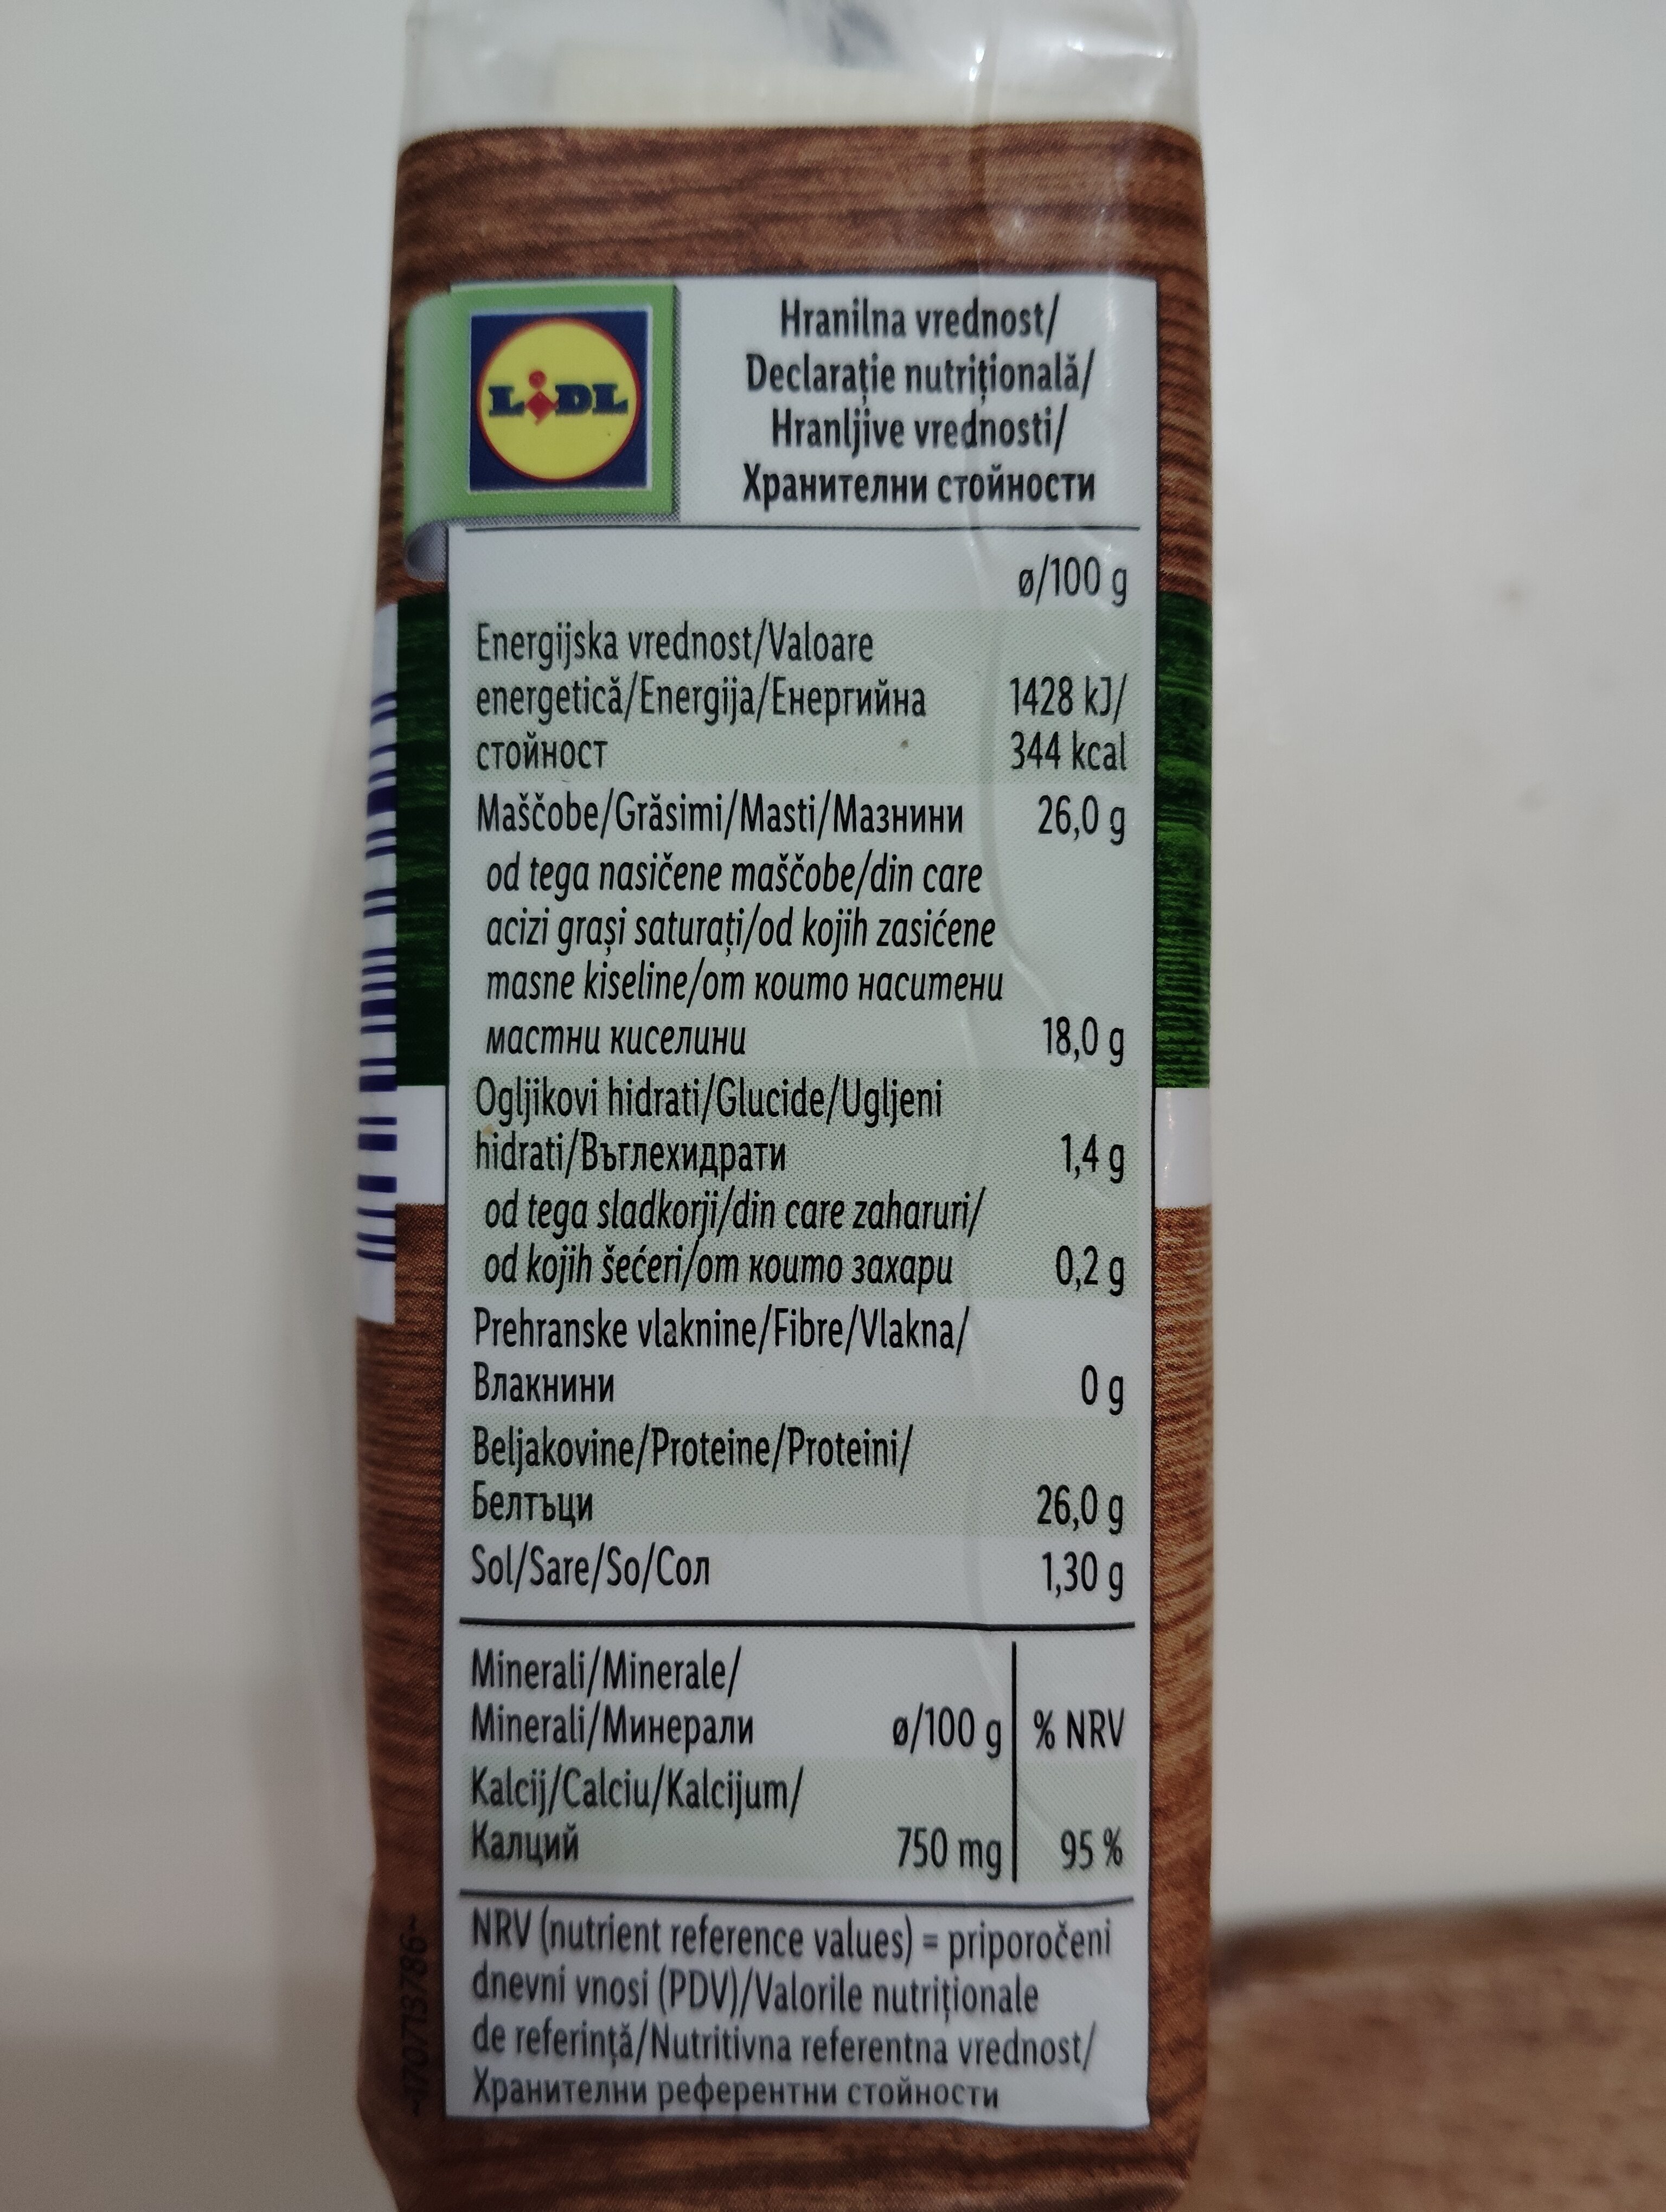 LIDL
Hranilna vrednost/
Declarație nutrițională/
Hranljive vrednosti/
Хранителни стойности
ø/100 g
Energijska vrednost/Valoare
energetică/Energija/Енергийна 1428 kJ/
стойност 344 kcal
Maščobe/Grăsimi/Masti/Мазнини 26,0 g
od tega nasičene maščobe/din care
acizi grași saturați/od kojih zasićene
masne kiseline/от които наситени
мастни киселини 18,0 g
Ogljikovi hidrati/Glucide/Ugljeni
hidrati/Въглехидрати 1,4 g
od tega sladkorji/din care zaharuri/
od kojih šećeri/от които захари 0,2 g
Prehranske vlaknine/Fibre/Vlakna/
Влакнини 0 g
Beljakovine/Proteine/Proteini/
Белтъци 26,0 g
Sol/Sare/So/Сол 1,30 g
Minerali/Minerale/
Minerali/Минерали ø/100 g % NRV
Kalcij/Calciu/Kalcijum/
Калций 750 mg 95 %
NRV (nutrient reference values) = priporočeni
dnevni vnosi (PDV)/Valorile nutriționale
de referință/Nutritivna referentna vrednost/
Хранителни референтни стойности